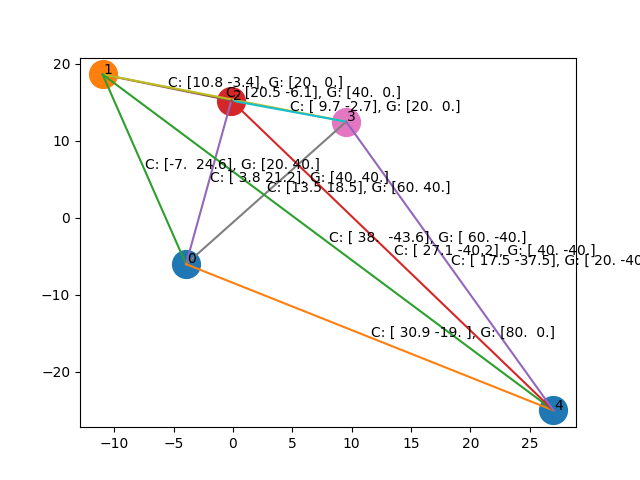 20
10
0
−10
−20
−10
−5
0
5
10
15
20
25
1
2
3
0
4
C: [10.8 -3.4], G: [20. 0.]
C: [20.5 -6.1], G: [40. 0.]
C: [ 9.7 -2.7], G: [20. 0.]
C: [-7. 24.6], G: [20. 40.]
C: [ 3.8 21.2], G: [40. 40.]
C: [13.5 18.5], G: [60. 40.]
C: [ 38. -43.6], G: [ 60. -40.]
C: [ 27.1 -40.2], G: [ 40. -40.]
C: [ 17.5 -37.5], G: [ 20. -40
C: [ 30.9 -19. ], G: [80. 0.]